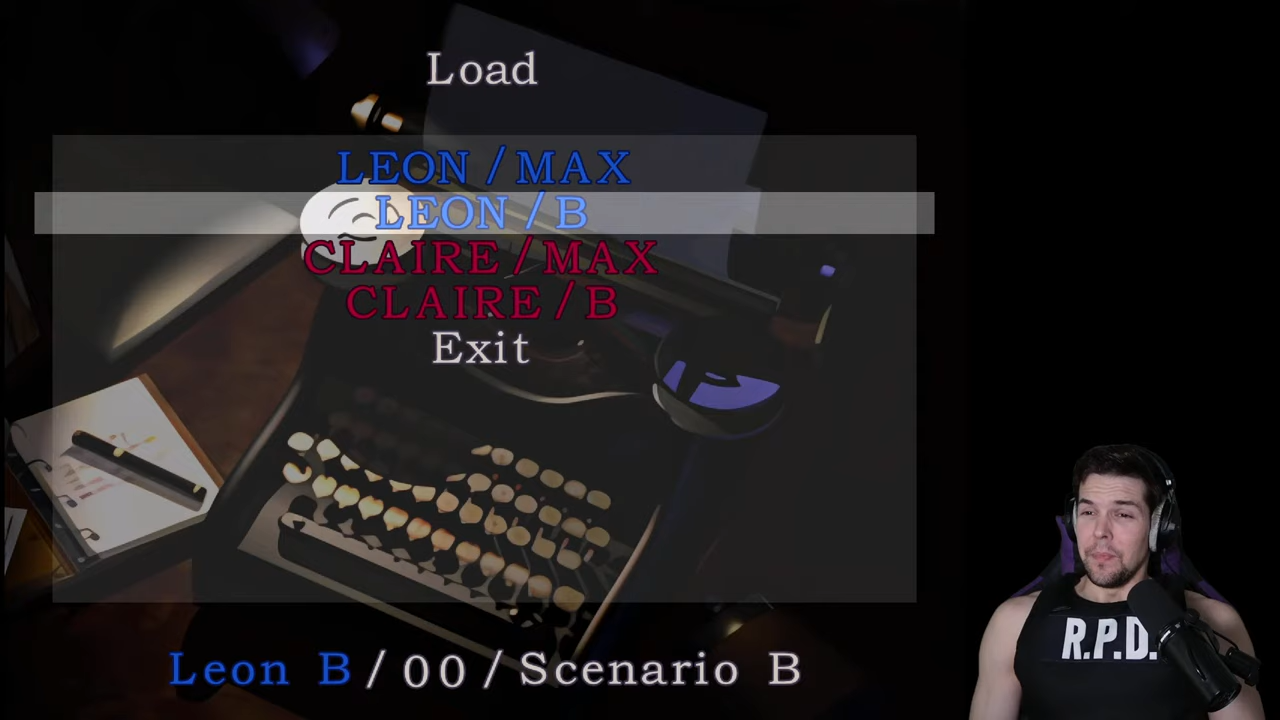 Load
LEON / MAX
LEON / B
CLAIRE / MAX
CLAIRE / B
Exit
Leon B / 00 / Scenario B
R.P.D.